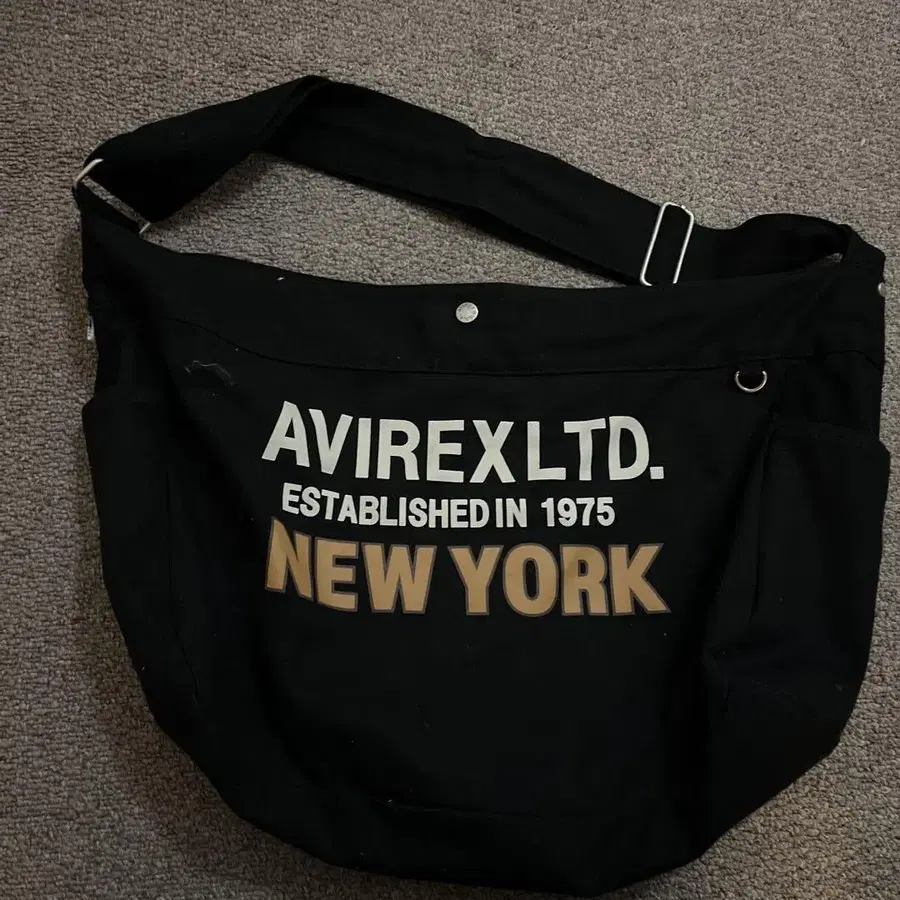 AVIREX LTD.
ESTABLISHED IN 1975
NEW YORK